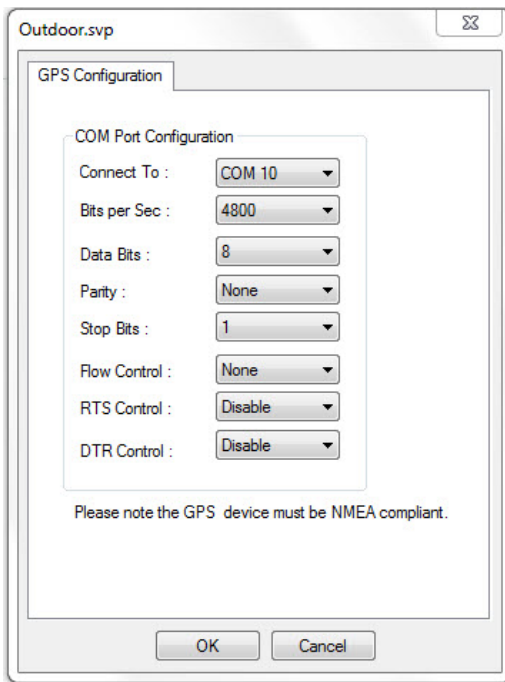 Outdoor.svp
GPS Configuration
COM Port Configuration
Connect To : COM 10
Bits per Sec : 4800
Data Bits : 8
Parity : None
Stop Bits : 1
Flow Control : None
RTS Control : Disable
DTR Control : Disable
Please note the GPS device must be NMEA compliant.
OK Cancel